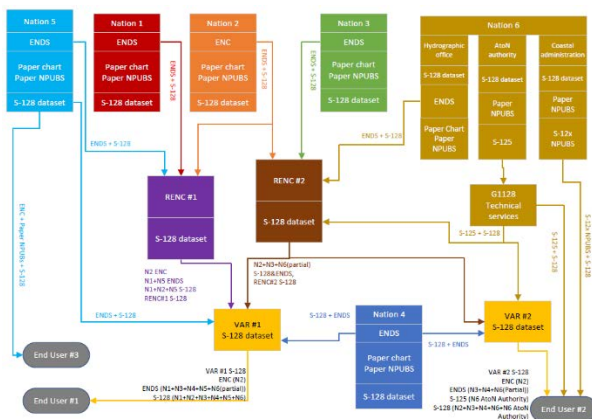 Nation 5
ENDS
Paper chart
Paper NPUBS
S-128 dataset
Nation 1
ENDS
Paper chart
Paper NPUBS
S-128 dataset
Nation 2
ENC
Paper chart
Paper NPUBS
S-128 dataset
Nation 3
ENDS
Paper chart
Paper NPUBS
S-128 dataset
Nation 6
Hydrographic
office
S-128 dataset
ENDS
Paper Chart
Paper
NPUBS
AtoN
authority
S-128 dataset
Paper
NPUBS
S-125
Coastal
administration
S-128 dataset
Paper
NPUBS
S-12x
NPUBS
ENDS + S-128
ENDS + S-128
ENDS + S-128
ENDS + S-128
ENDS + S-128
RENC #1
S-128 dataset
RENC #2
S-128 dataset
G1128
Technical
services
ENC + Paper NPUBS + S-128
S-125 + S-128
S-125 + S-128
S-12x NPUBS + S-128
N2 ENC
N1+N5 ENDS
N1+N2+N5 S-128
RENC#1 S-128
N2+N3+N6(partial)
S-128&ENDS,
RENC#2 S-128
ENDS + S-128
VAR #1
S-128 dataset
S-128 + ENDS
Nation 4
ENDS
Paper chart
Paper NPUBS
S-128 dataset
S-128 + ENDS
VAR #2
S-128 dataset
End User #3
VAR #1 S-128
ENC (N2)
ENDS (N1+N3+N4+N5+N6(partial)
S-128 (N1+N2+N3+N4+N5+N6)
End User #1
VAR #2 S-128
ENC (N2)
ENDS (N3+N4+N6(Partial)
S-125 (N6 AtoN Authority)
S-128 (N2+N3+N4+N6+N6 AtoN
Authority)
End User #2